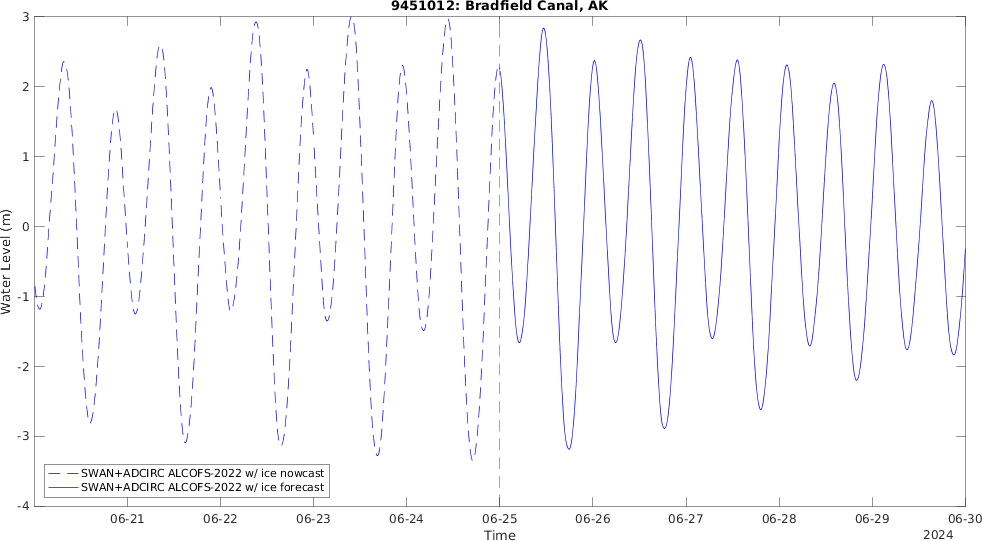 9451012: Bradfield Canal, AK
3
2
1
0
-1
-2
-3
-4
Water Level (m)
SWAN+ADCIRC ALCOFS-2022 w/ ice nowcast
SWAN+ADCIRC ALCOFS-2022 w/ ice forecast
06-21 06-22 06-23 06-24 06-25 06-26 06-27 06-28 06-29 06-30
Time
2024